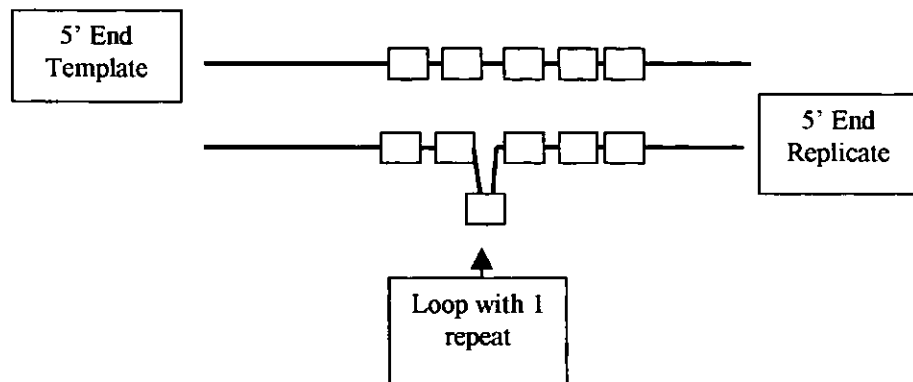 5’ End
Template
5’ End
Replicate
Loop with 1
repeat